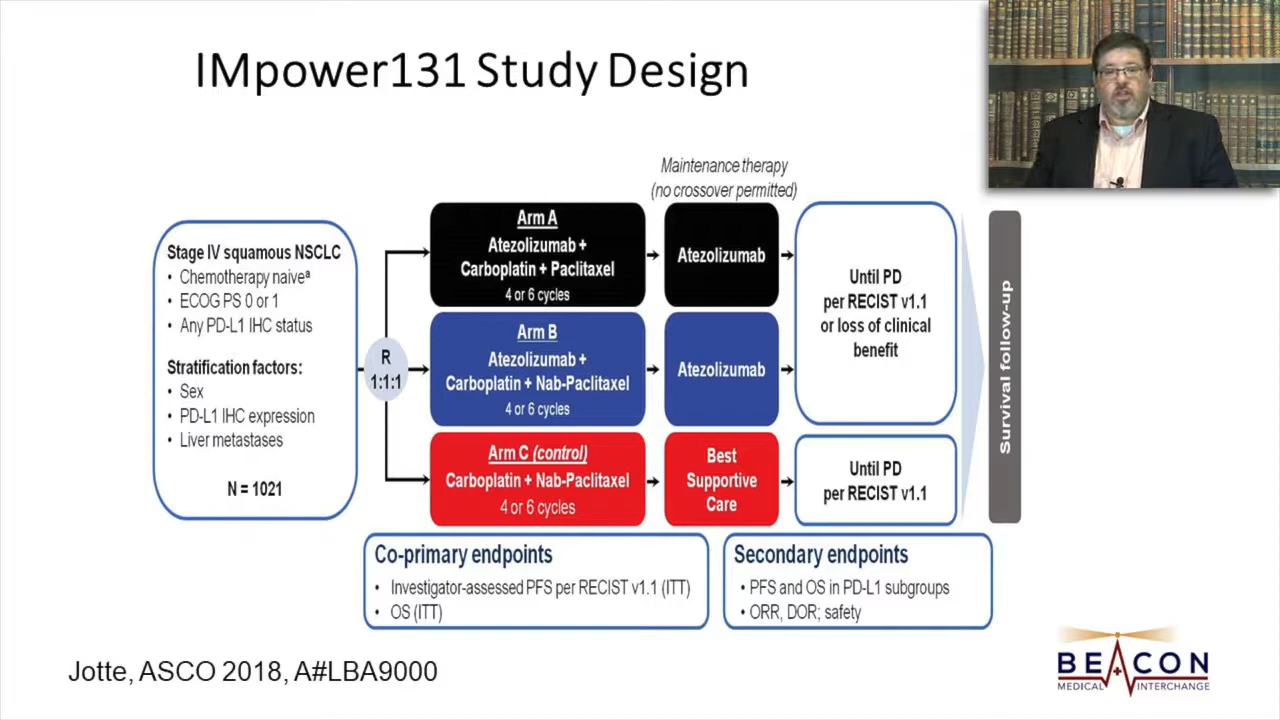 IMpower131 Study Design
Maintenance therapy
(no crossover permitted)
Stage IV squamous NSCLC
• Chemotherapy naiveª
• ECOG PS 0 or 1
• Any PD-L1 IHC status
Stratification factors:
• Sex
• PD-L1 IHC expression
• Liver metastases
N = 1021
R
1:1:1
Arm A
Atezolizumab +
Carboplatin + Paclitaxel
4 or 6 cycles
Atezolizumab
Arm B
Atezolizumab +
Carboplatin + Nab-Paclitaxel
4 or 6 cycles
Atezolizumab
Until PD
per RECIST v1.1
or loss of clinical
benefit
Arm C (control)
Carboplatin + Nab-Paclitaxel
4 or 6 cycles
Best
Supportive
Care
Until PD
per RECIST v1.1
Survival follow-up
Co-primary endpoints
• Investigator-assessed PFS per RECIST v1.1 (ITT)
• OS (ITT)
Secondary endpoints
• PFS and OS in PD-L1 subgroups
• ORR, DOR; safety
Jotte, ASCO 2018, A#LBA9000
BEACON
MEDICAL INTERCHANGE